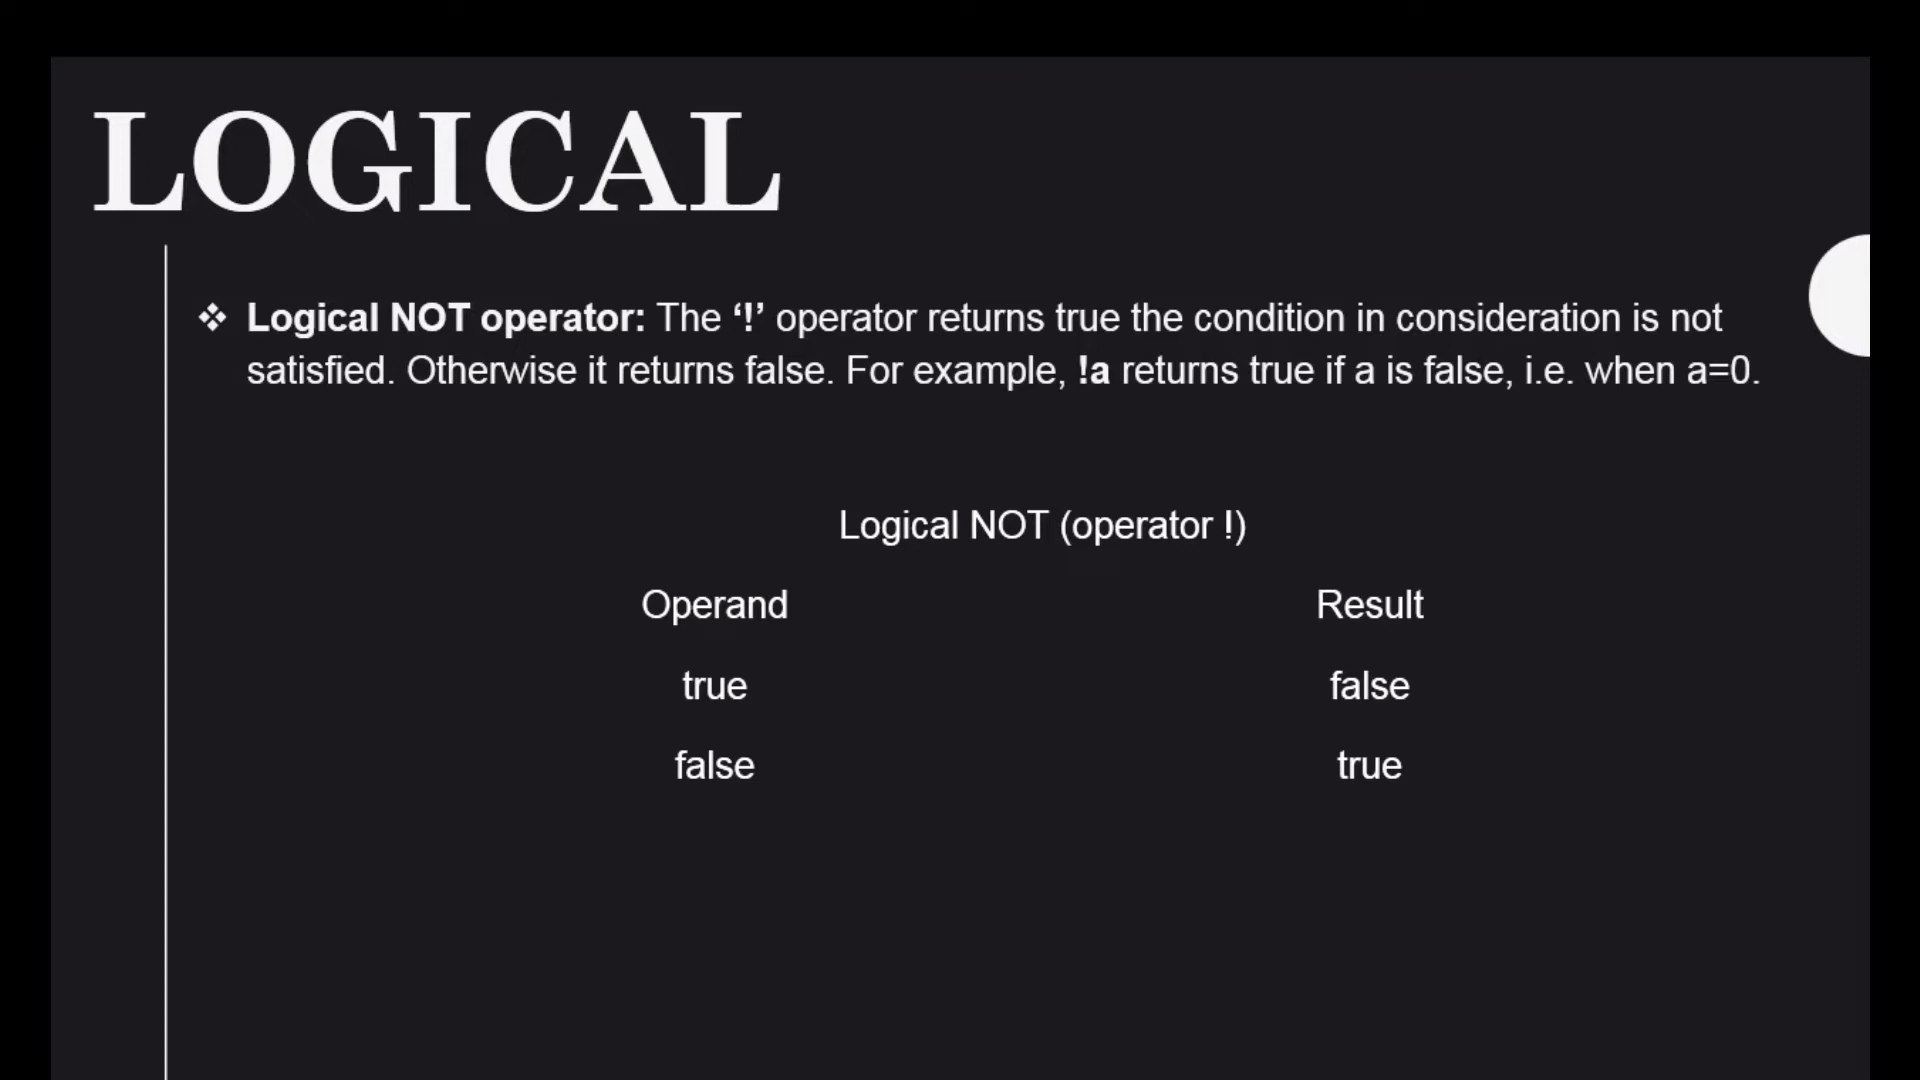 LOGICAL
❖ Logical NOT operator: The ‘!’ operator returns true the condition in consideration is not
satisfied. Otherwise it returns false. For example, !a returns true if a is false, i.e. when a=0.
Logical NOT (operator !)
Operand Result
true false
false true